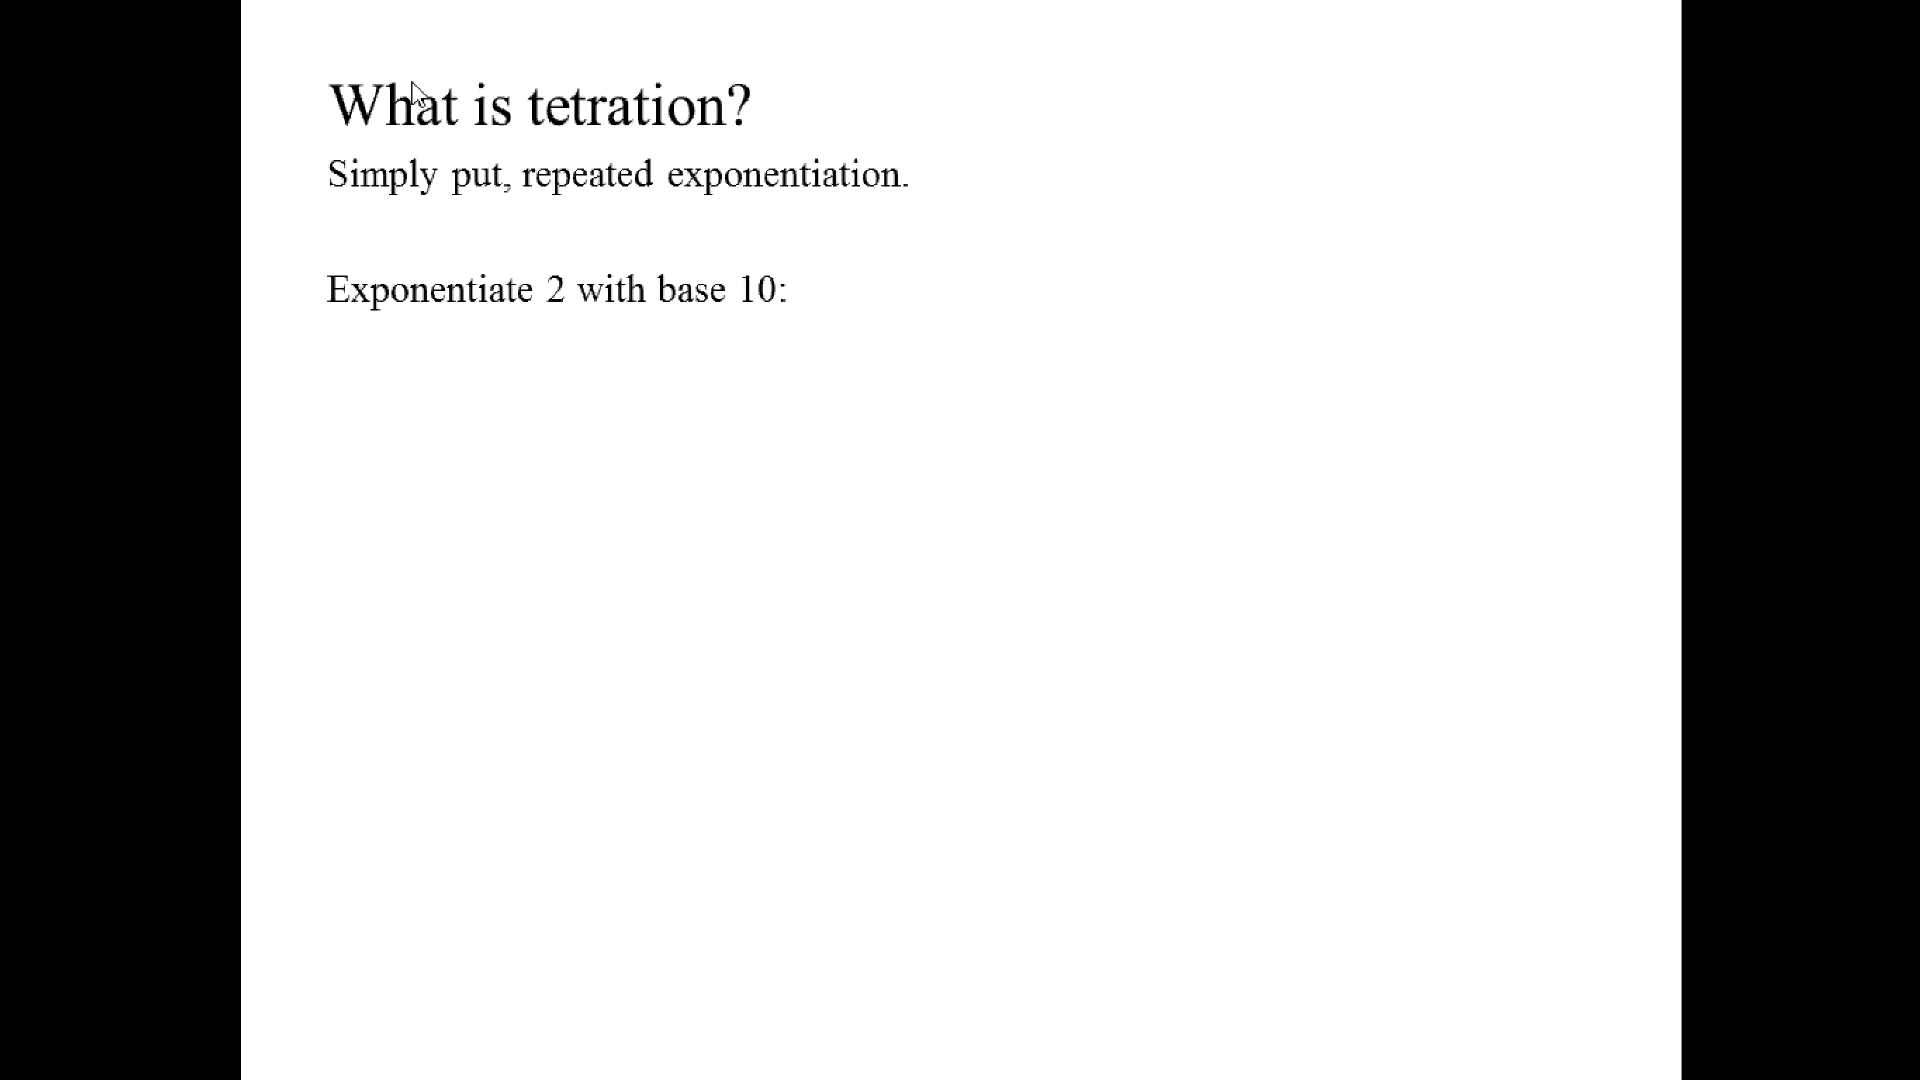 What is tetration?
Simply put, repeated exponentiation.
Exponentiate 2 with base 10: